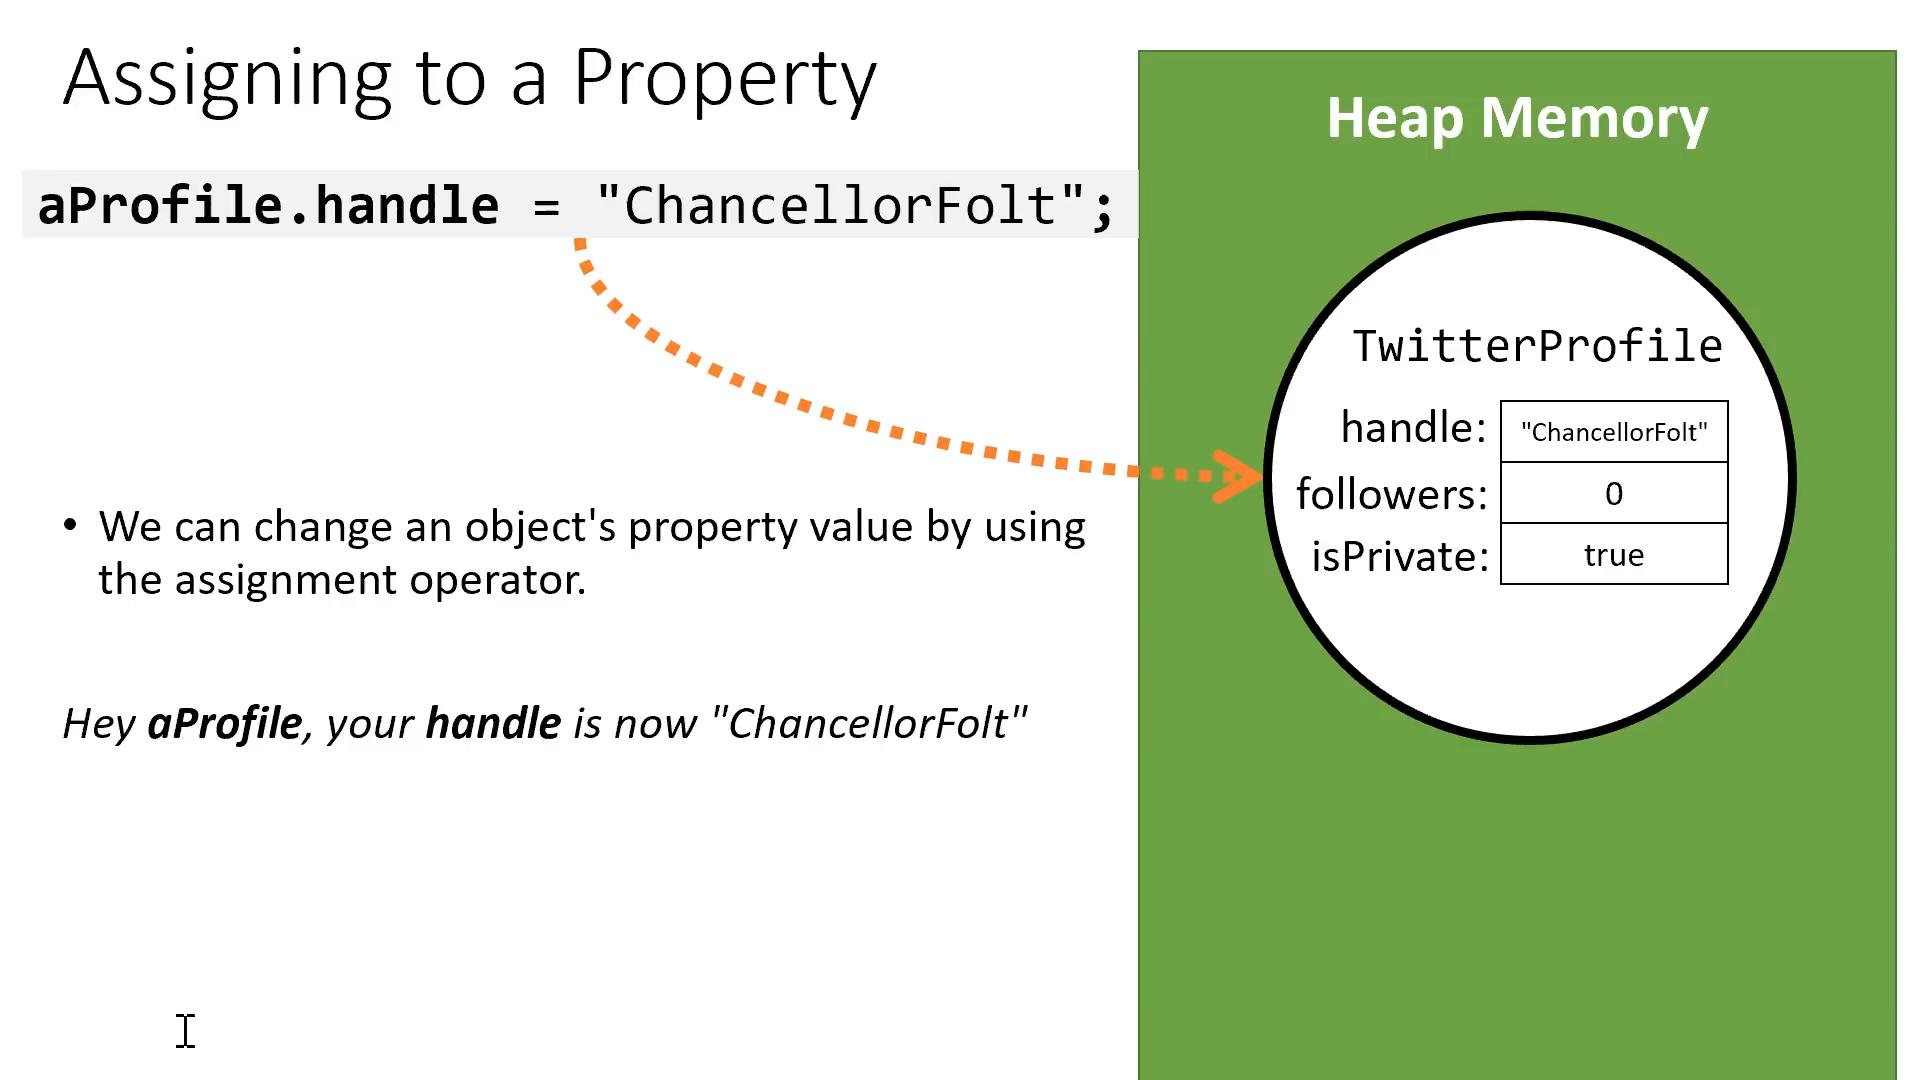 Assigning to a Property
aProfile.handle = "ChancellorFolt";
• We can change an object's property value by using
the assignment operator.
Hey aProfile, your handle is now "ChancellorFolt"
Heap Memory
TwitterProfile
handle: "ChancellorFolt"
followers: 0
isPrivate: true